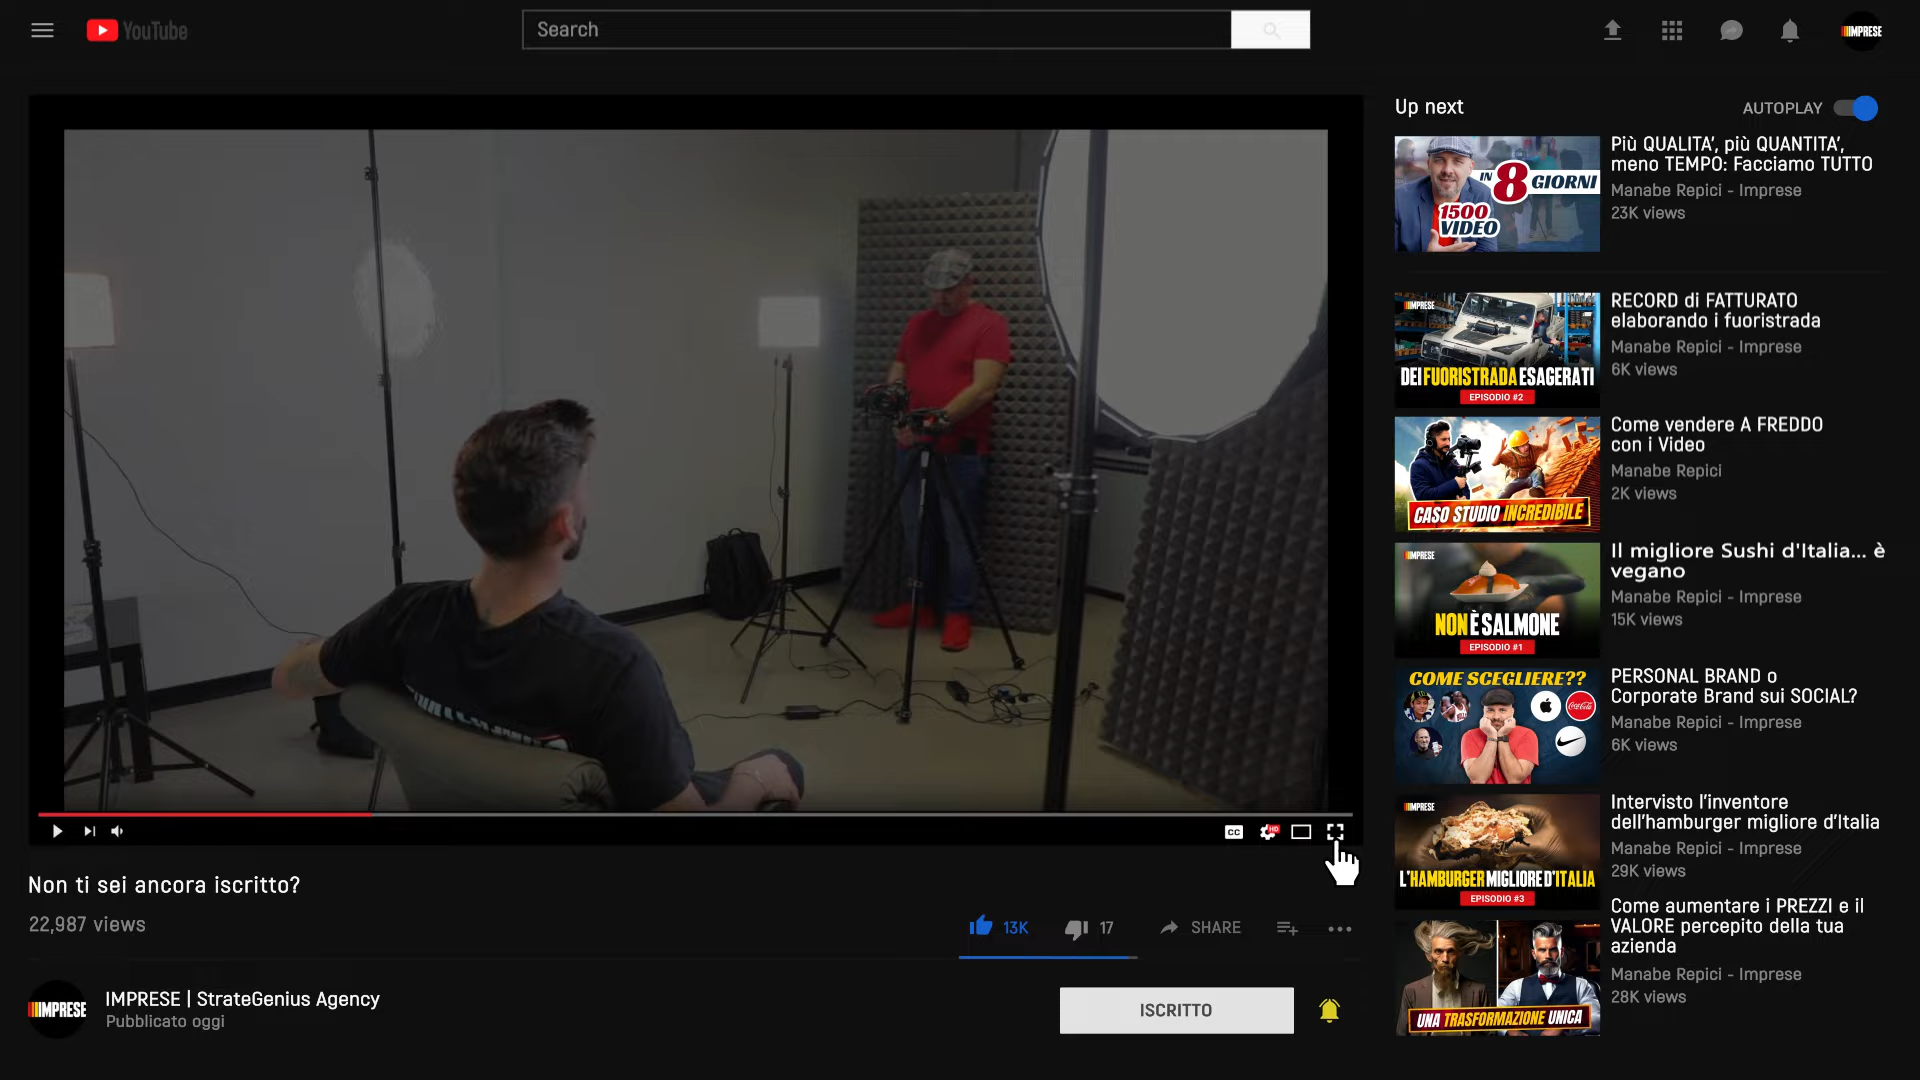 YouTube
Search
IMPRESE
Up next
AUTOPLAY
IN 8 GIORNI
1500
VIDEO
Più QUALITA’, più QUANTITA’,
meno TEMPO: Facciamo TUTTO
Manabe Repici - Imprese
23K views
IMPRESE
DEI FUORISTRADA ESAGERATI
EPISODIO #2
RECORD di FATTURATO
elaborando i fuoristrada
Manabe Repici - Imprese
6K views
CASO STUDIO INCREDIBILE
Come vendere A FREDDO
con i Video
Manabe Repici
2K views
IMPRESE
NON È SALMONE
EPISODIO #1
Il migliore Sushi d'Italia... è
vegano
Manabe Repici - Imprese
15K views
COME SCEGLIERE??
Coca-Cola
PERSONAL BRAND o
Corporate Brand sui SOCIAL?
Manabe Repici - Imprese
6K views
IMPRESE
L'HAMBURGER MIGLIORE D'ITALIA
EPISODIO #3
Intervisto l’inventore
dell’hamburger migliore d’Italia
Manabe Repici - Imprese
29K views
UNA TRASFORMAZIONE UNICA
Come aumentare i PREZZI e il
VALORE percepito della tua
azienda
Manabe Repici - Imprese
28K views
CC
HD
Non ti sei ancora iscritto?
22,987 views
13K
17
SHARE
IMPRESE
IMPRESE | StrateGenius Agency
Pubblicato oggi
ISCRITTO